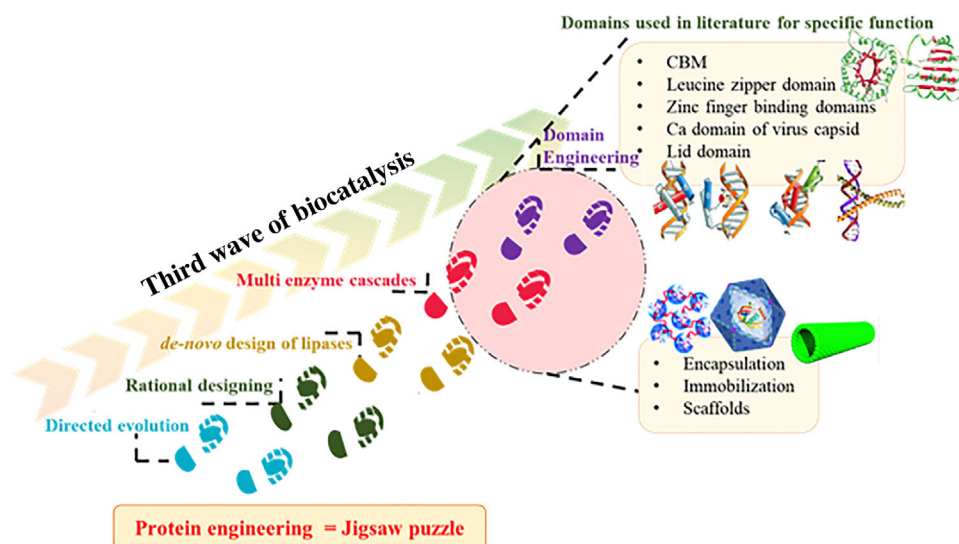 Domains used in literature for specific function
• CBM
• Leucine zipper domain
• Zinc finger binding domains
• Ca domain of virus capsid
• Lid domain
Domain
Engineering
Third wave of biocatalysis
Multi enzyme cascades
de-novo design of lipases
Rational designing
Directed evolution
• Encapsulation
• Immobilization
• Scaffolds
Protein engineering = Jigsaw puzzle